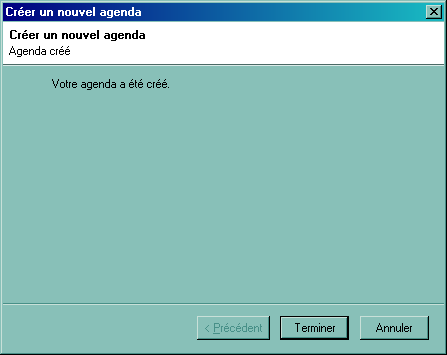 Créer un nouvel agenda
Créer un nouvel agenda
Agenda créé
Votre agenda a été créé.
< Précédent
Terminer
Annuler